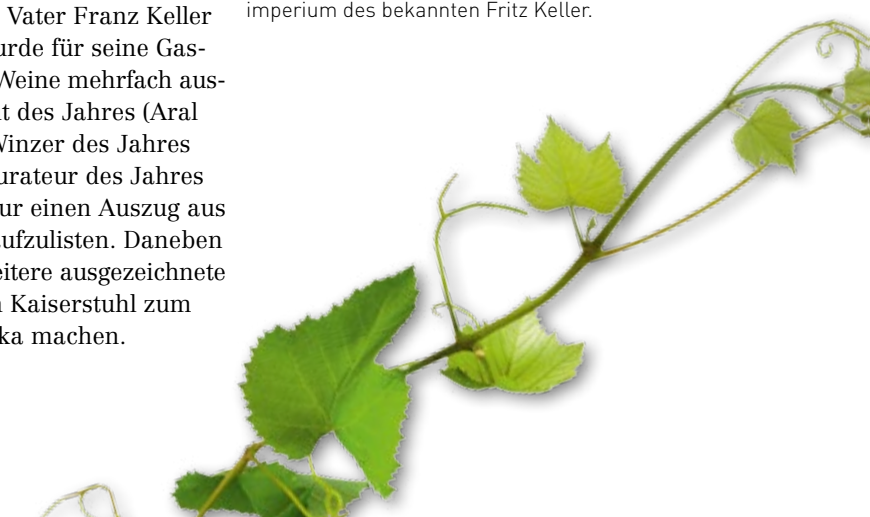 Vater Franz Keller
urde für seine Gas-
Weine mehrfach aus-
t des Jahres (Aral
Winzer des Jahres
urateur des Jahres
ur einen Auszug aus
ufzulisten. Daneben
eitere ausgezeichnete
Kaiserstuhl zum
ka machen.
imperium des bekannten Fritz Keller.